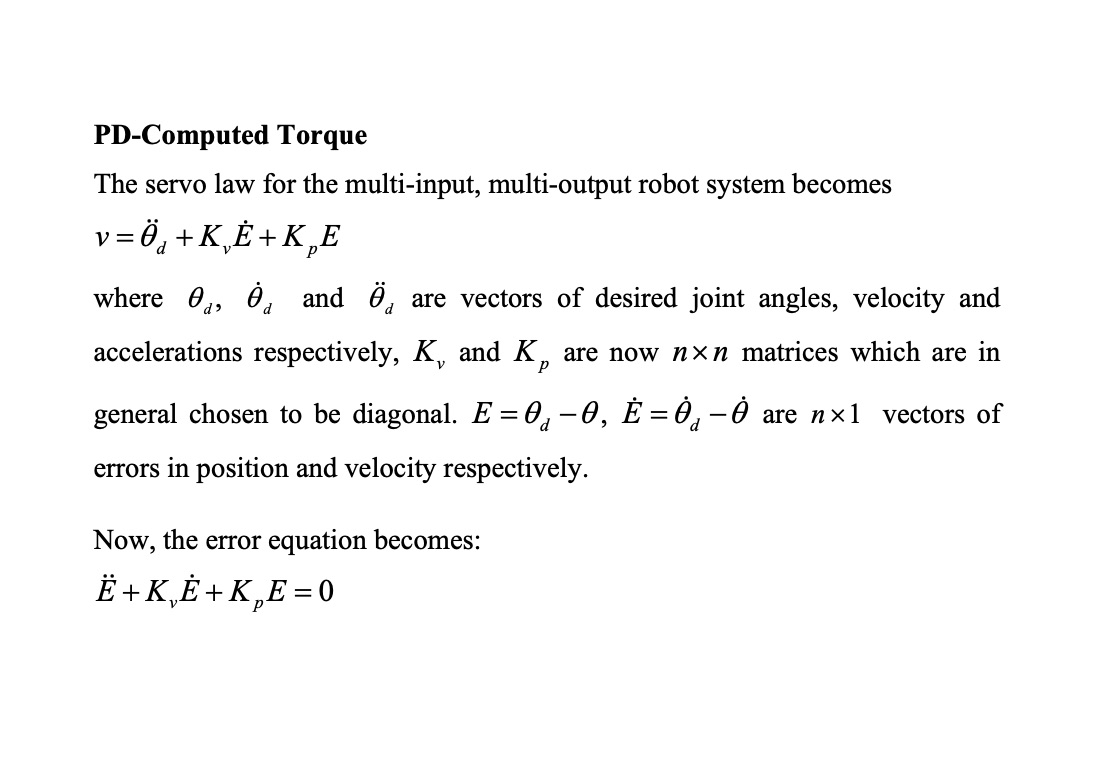 PD-Computed Torque
The servo law for the multi-input, multi-output robot system becomes
v = θ̈_d + K_v Ė + K_p E
where θ_d, θ̇_d and θ̈_d are vectors of desired joint angles, velocity and
accelerations respectively, K_v and K_p are now n×n matrices which are in
general chosen to be diagonal. E = θ_d − θ, Ė = θ̇_d − θ̇ are n×1 vectors of
errors in position and velocity respectively.
Now, the error equation becomes:
Ë + K_v Ė + K_p E = 0